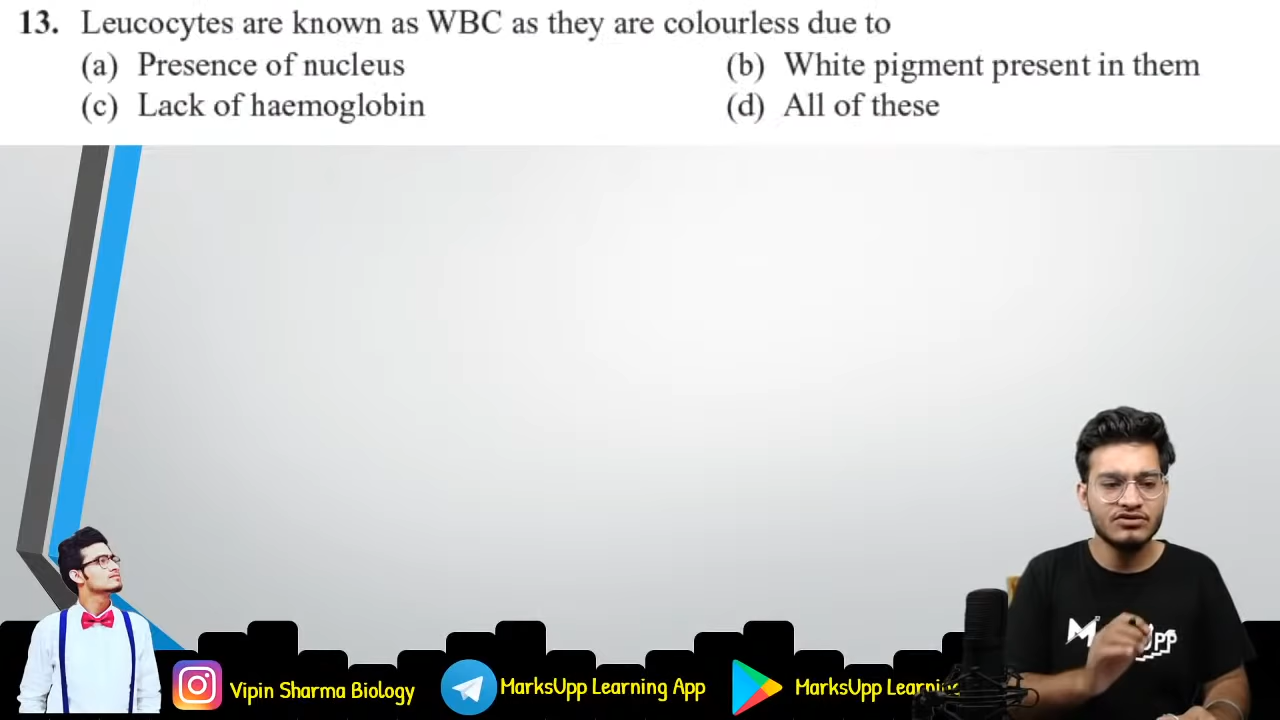 13. Leucocytes are known as WBC as they are colourless due to
(a) Presence of nucleus (b) White pigment present in them
(c) Lack of haemoglobin (d) All of these
Vipin Sharma Biology MarksUpp Learning App MarksUpp